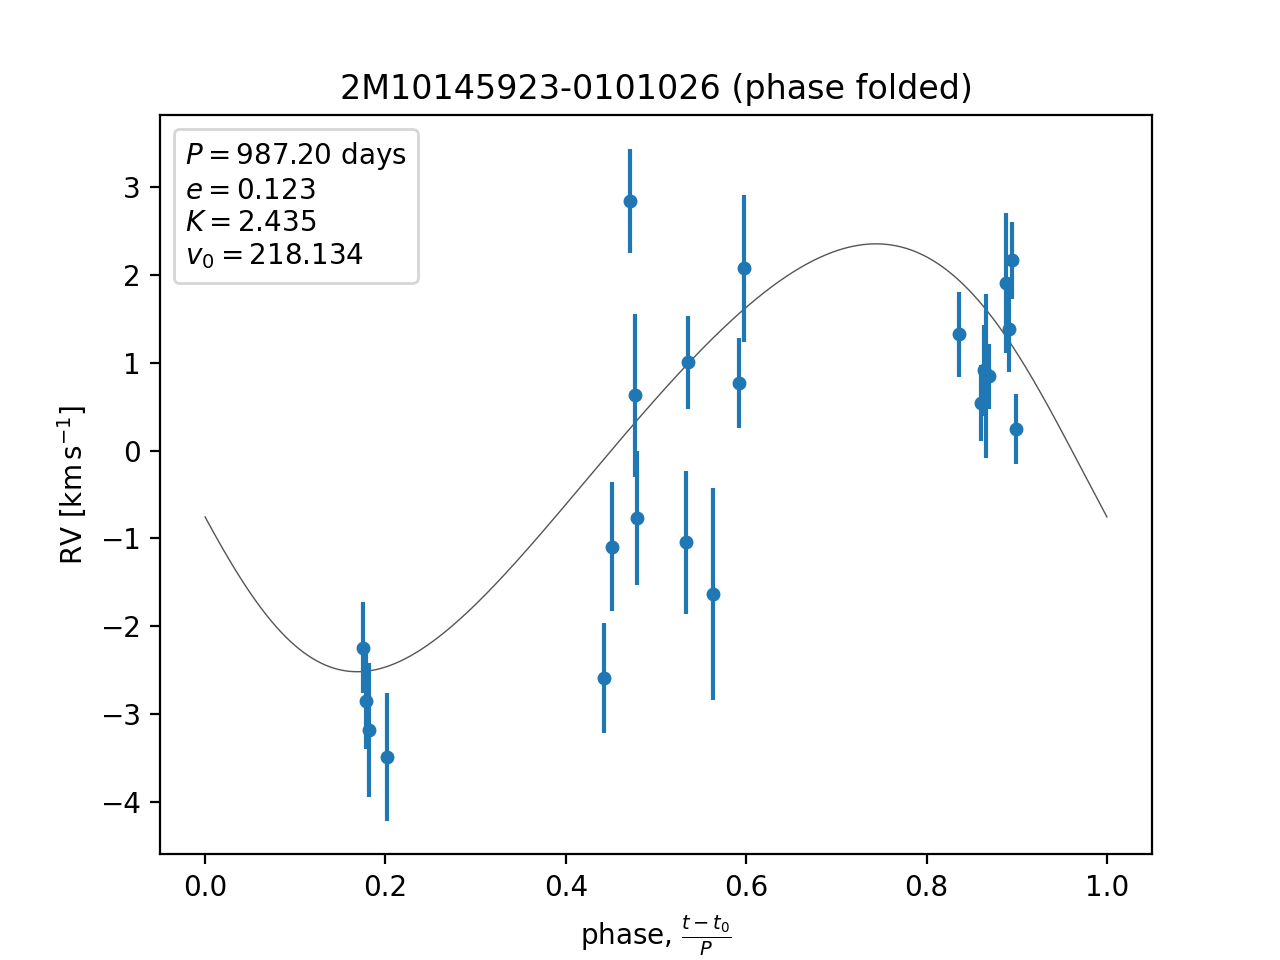 2M10145923-0101026 (phase folded)
P = 987.20 days
e = 0.123
K = 2.435
v₀ = 218.134
3
2
1
0
−1
−2
−3
−4
RV [km s⁻¹]
0.0 0.2 0.4 0.6 0.8 1.0
phase, (t − t₀)/P